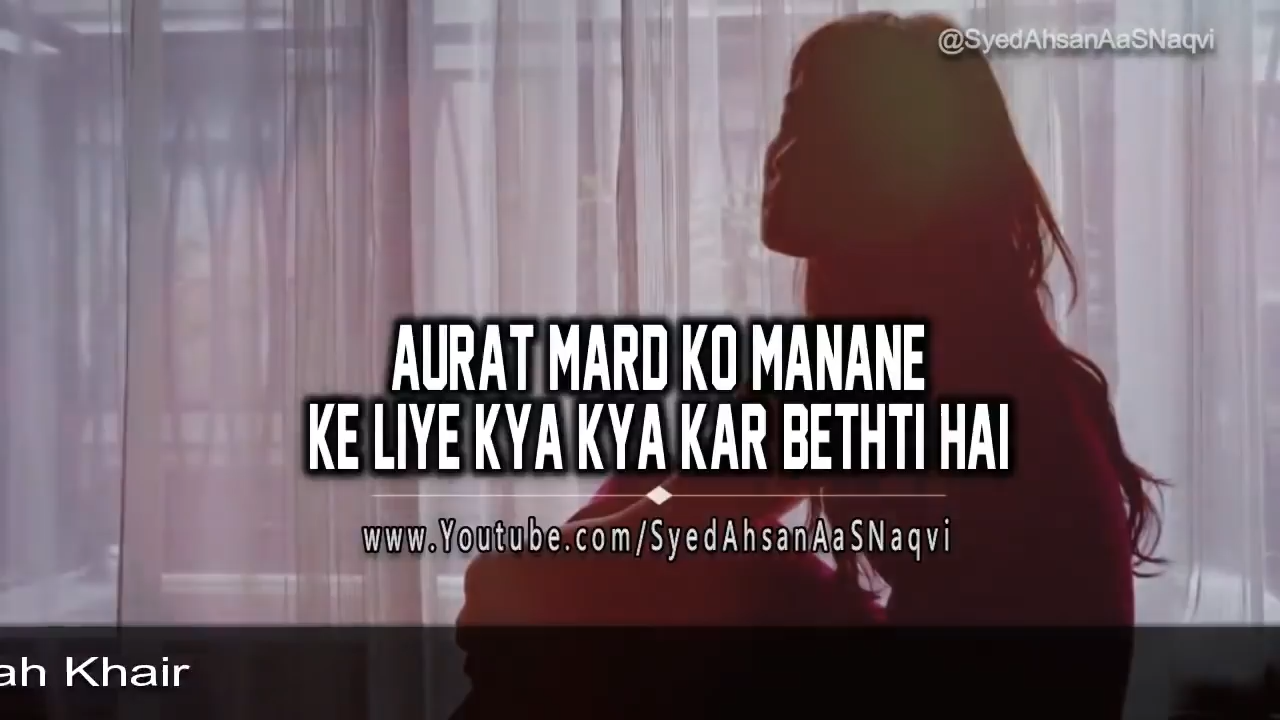 @SyedAhsanAaSNaqvi
AURAT MARD KO MANANE
KE LIYE KYA KYA KAR BETHTI HAI
www.Youtube.com/SyedAhsanAaSNaqvi
ah Khair